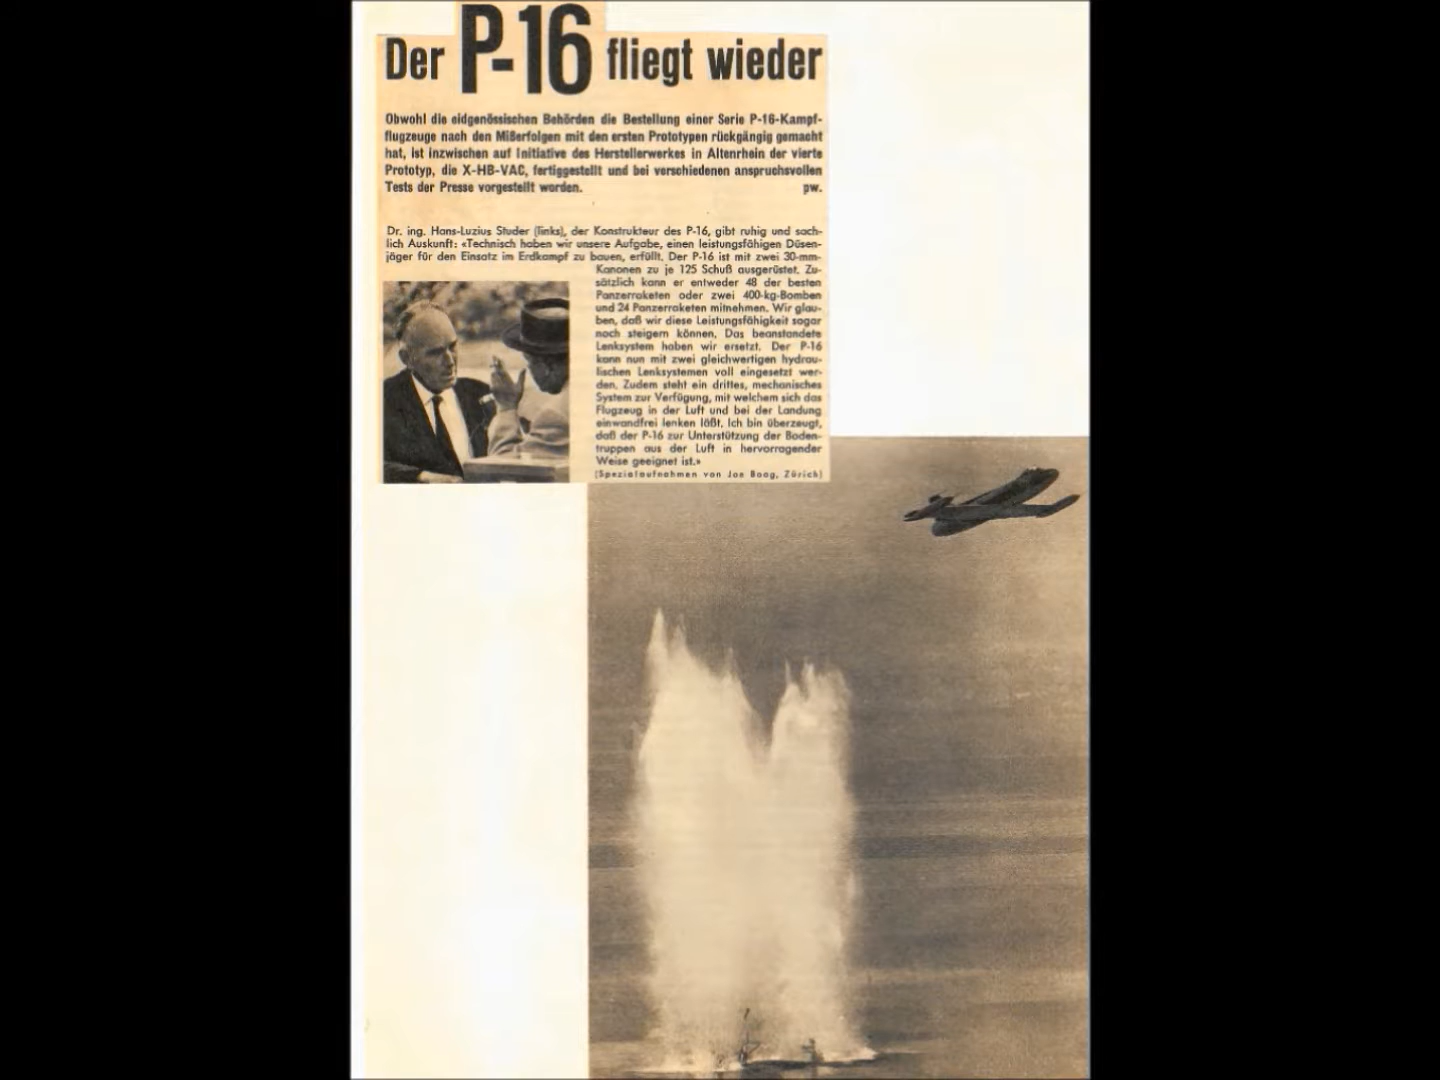 Der P-16 fliegt wieder
Obwohl die eidgenössischen Behörden die Bestellung einer Serie P-16-Kampf-
flugzeuge nach den Mißerfolgen mit den ersten Prototypen rückgängig gemacht
hat, ist inzwischen auf Initiative des Herstellerwerkes in Altenrhein der vierte
Prototyp, die X-HB-VAC, fertiggestellt und bei verschiedenen anspruchsvollen
Tests der Presse vorgestellt worden. pw.
Dr. ing. Hans-Luzius Studer (links), der Konstrukteur des P-16, gibt ruhig und sach-
lich Auskunft: «Technisch haben wir unsere Aufgabe, einen leistungsfähigen Düsen-
jäger für den Einsatz im Erdkampf zu bauen, erfüllt. Der P-16 ist mit zwei 30-mm-
Kanonen zu je 125 Schuß ausgerüstet. Zu-
sätzlich kann er entweder 48 der besten
Panzerraketen oder zwei 400-kg-Bomben
und 24 Panzerraketen mitnehmen. Wir glau-
ben, daß wir diese Leistungsfähigkeit sogar
noch steigern können. Das beanstandete
Lenksystem haben wir ersetzt. Der P-16
kann nun mit zwei gleichwertigen hydrau-
lischen Lenksystemen voll eingesetzt wer-
den. Zudem steht ein drittes, mechanisches
System zur Verfügung, mit welchem sich das
Flugzeug in der Luft und bei der Landung
einwandfrei lenken läßt. Ich bin überzeugt,
daß der P-16 zur Unterstützung der Boden-
truppen aus der Luft in hervorragender
Weise geeignet ist.»
(Spezialaufnahmen von Joe Boog, Zürich)